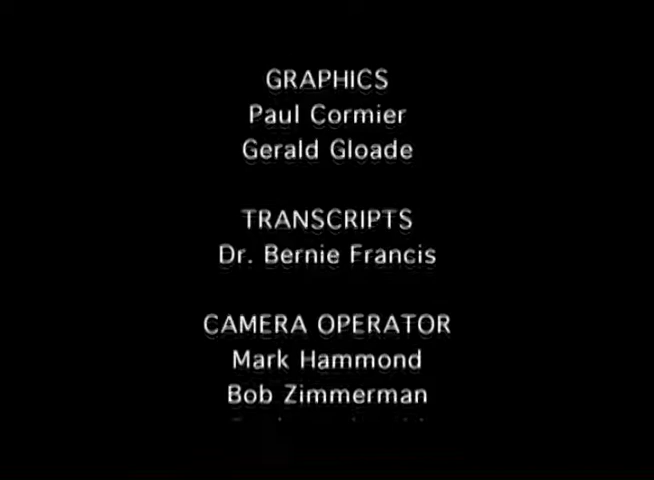 GRAPHICS
Paul Cormier
Gerald Gloade
TRANSCRIPTS
Dr. Bernie Francis
CAMERA OPERATOR
Mark Hammond
Bob Zimmerman